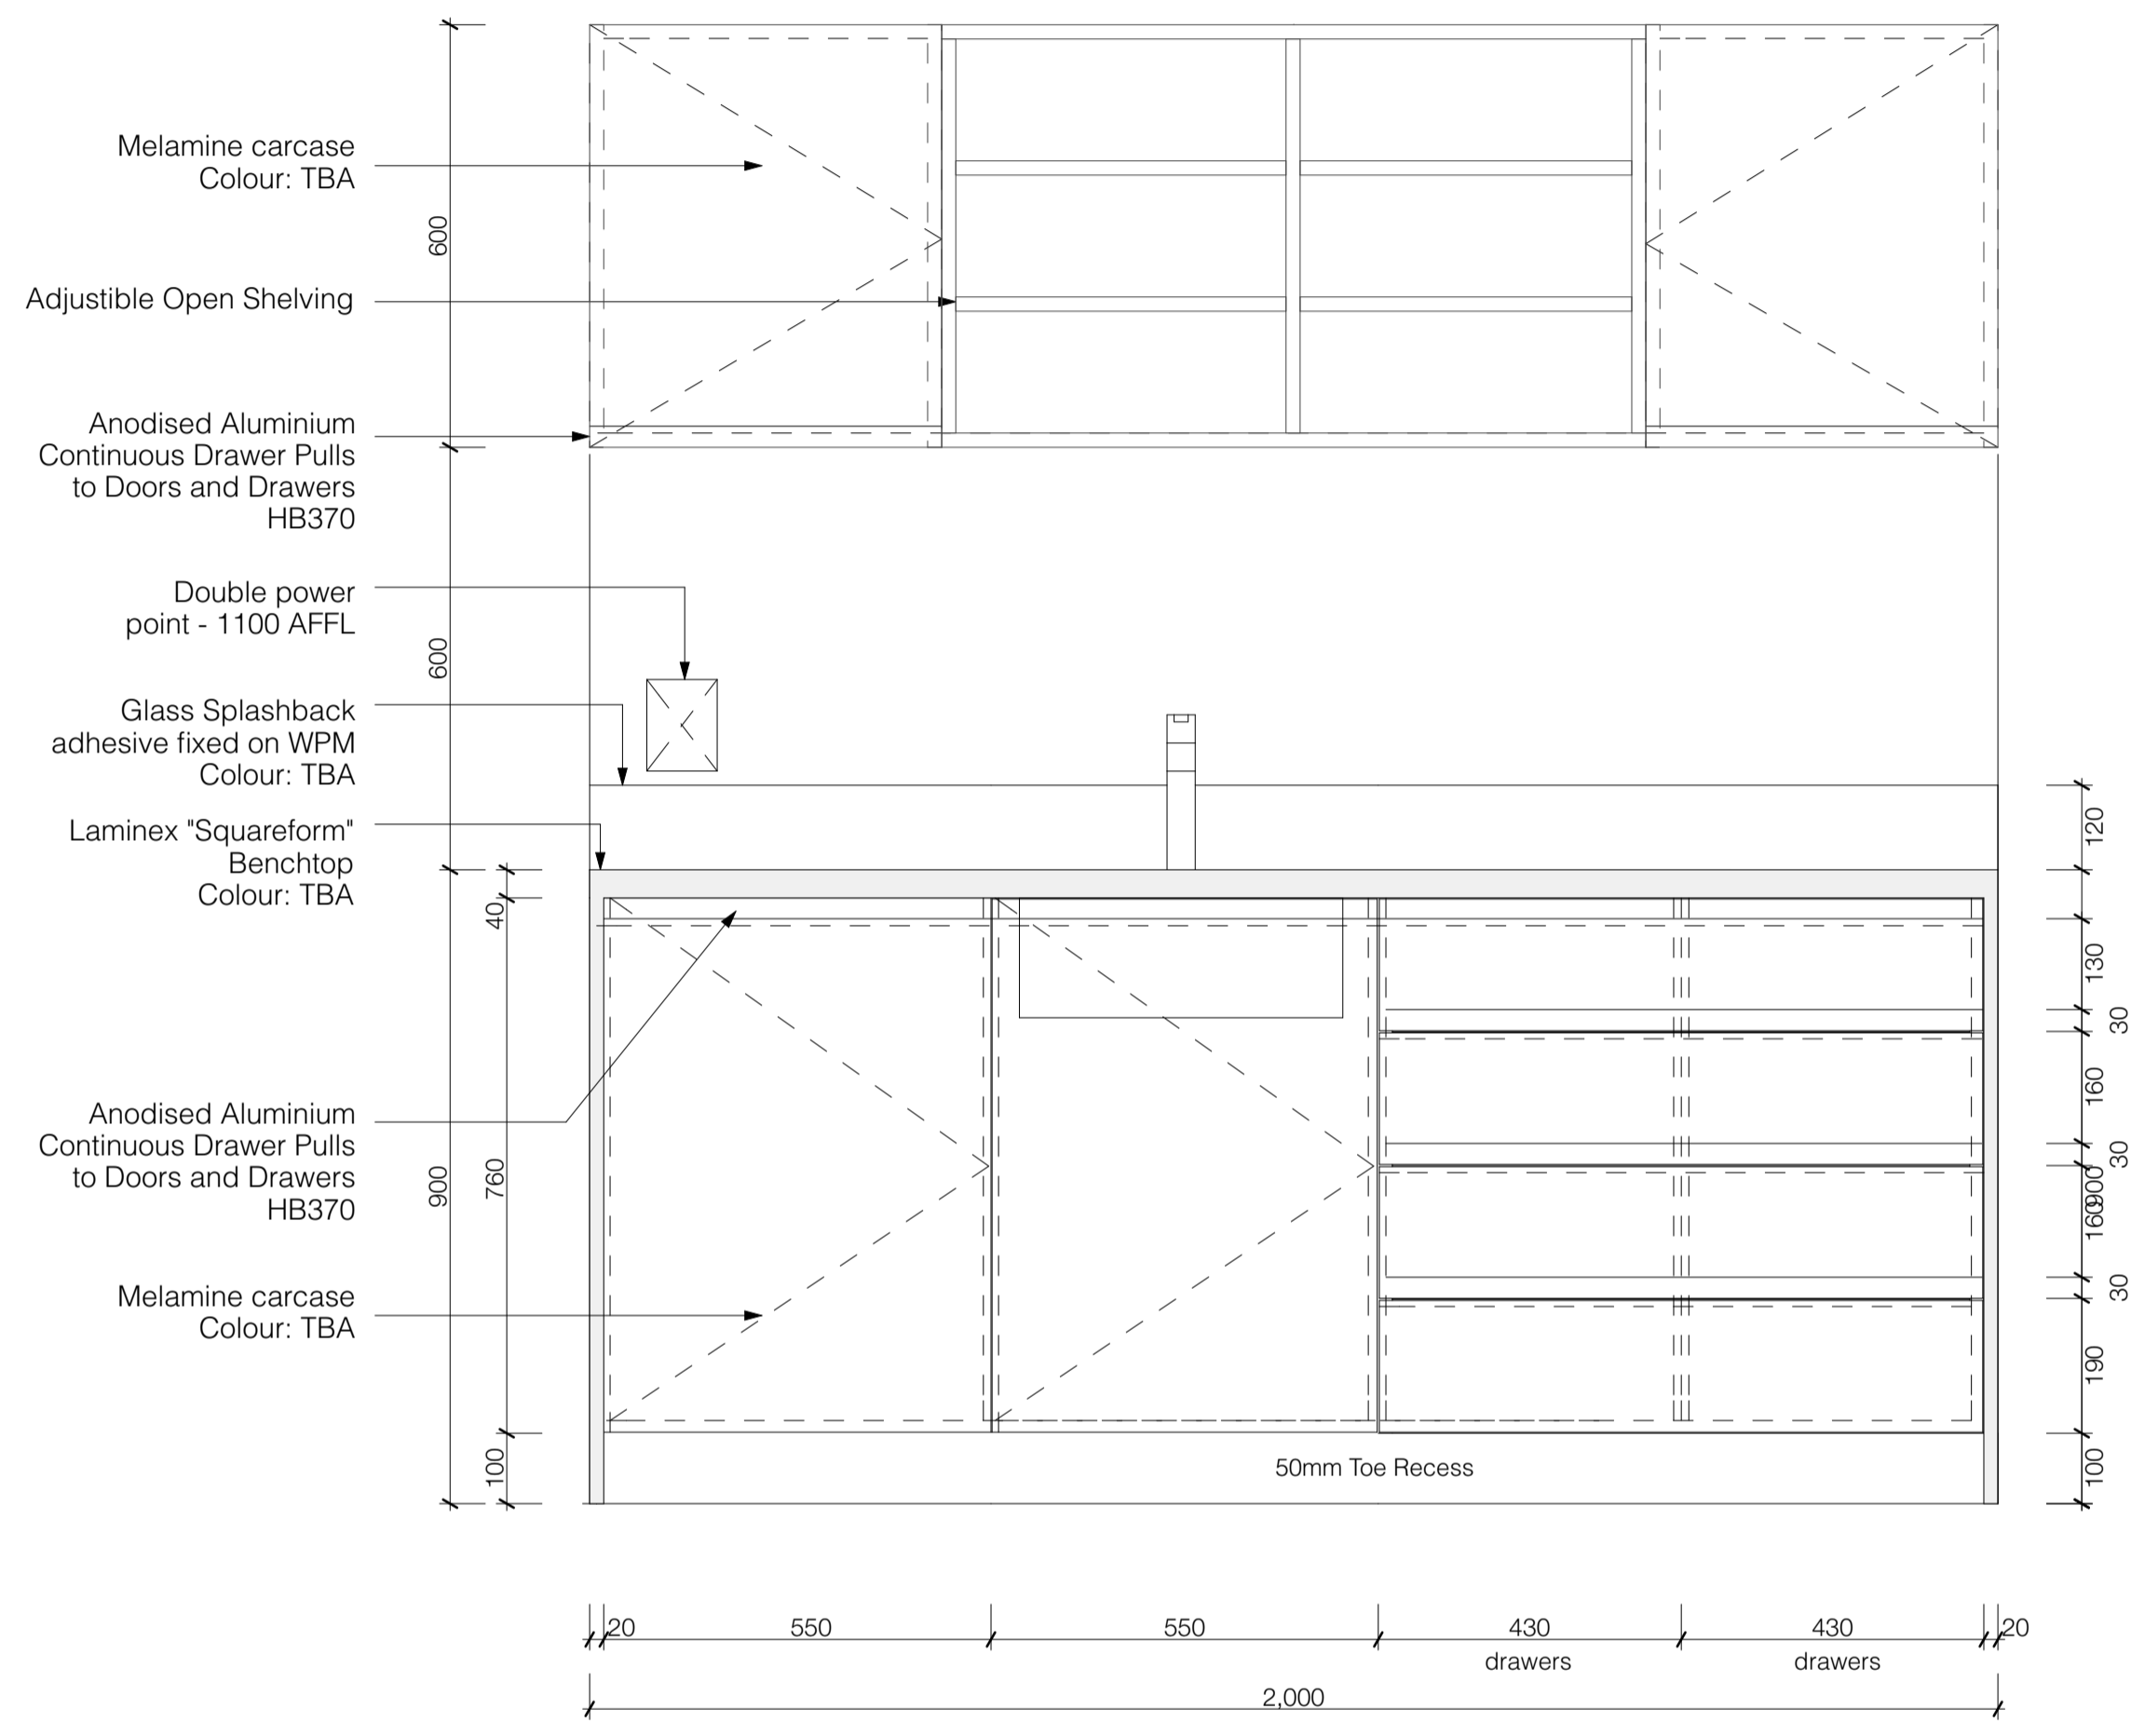 Melamine carcase
Colour: TBA
600
Adjustible Open Shelving
Anodised Aluminium
Continuous Drawer Pulls
to Doors and Drawers
HB370
Double power
point - 1100 AFFL
600
Glass Splashback
adhesive fixed on WPM
Colour: TBA
Laminex "Squareform"
Benchtop
Colour: TBA
40
120
130
30
160
30
Anodised Aluminium
Continuous Drawer Pulls
to Doors and Drawers
HB370
900
760
900
160
30
Melamine carcase
Colour: TBA
190
100
50mm Toe Recess
100
20
550
550
430
430
20
drawers
drawers
2,000